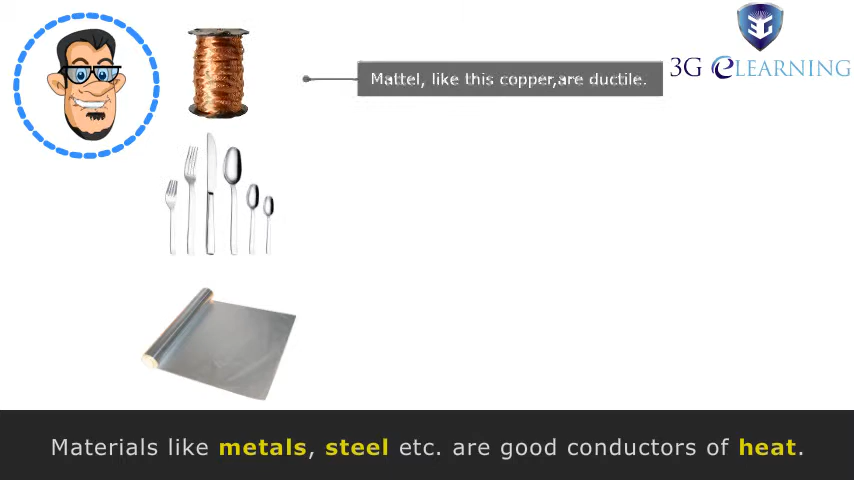 3G eLEARNING
Mattel, like this copper,are ductile.
Materials like metals, steel etc. are good conductors of heat.